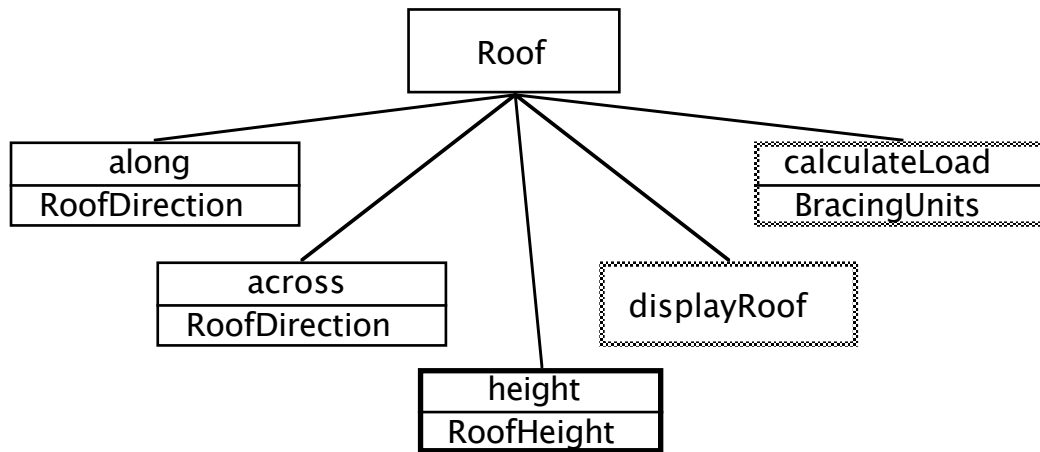 Roof
along
RoofDirection
calculateLoad
BracingUnits
across
RoofDirection
displayRoof
height
RoofHeight